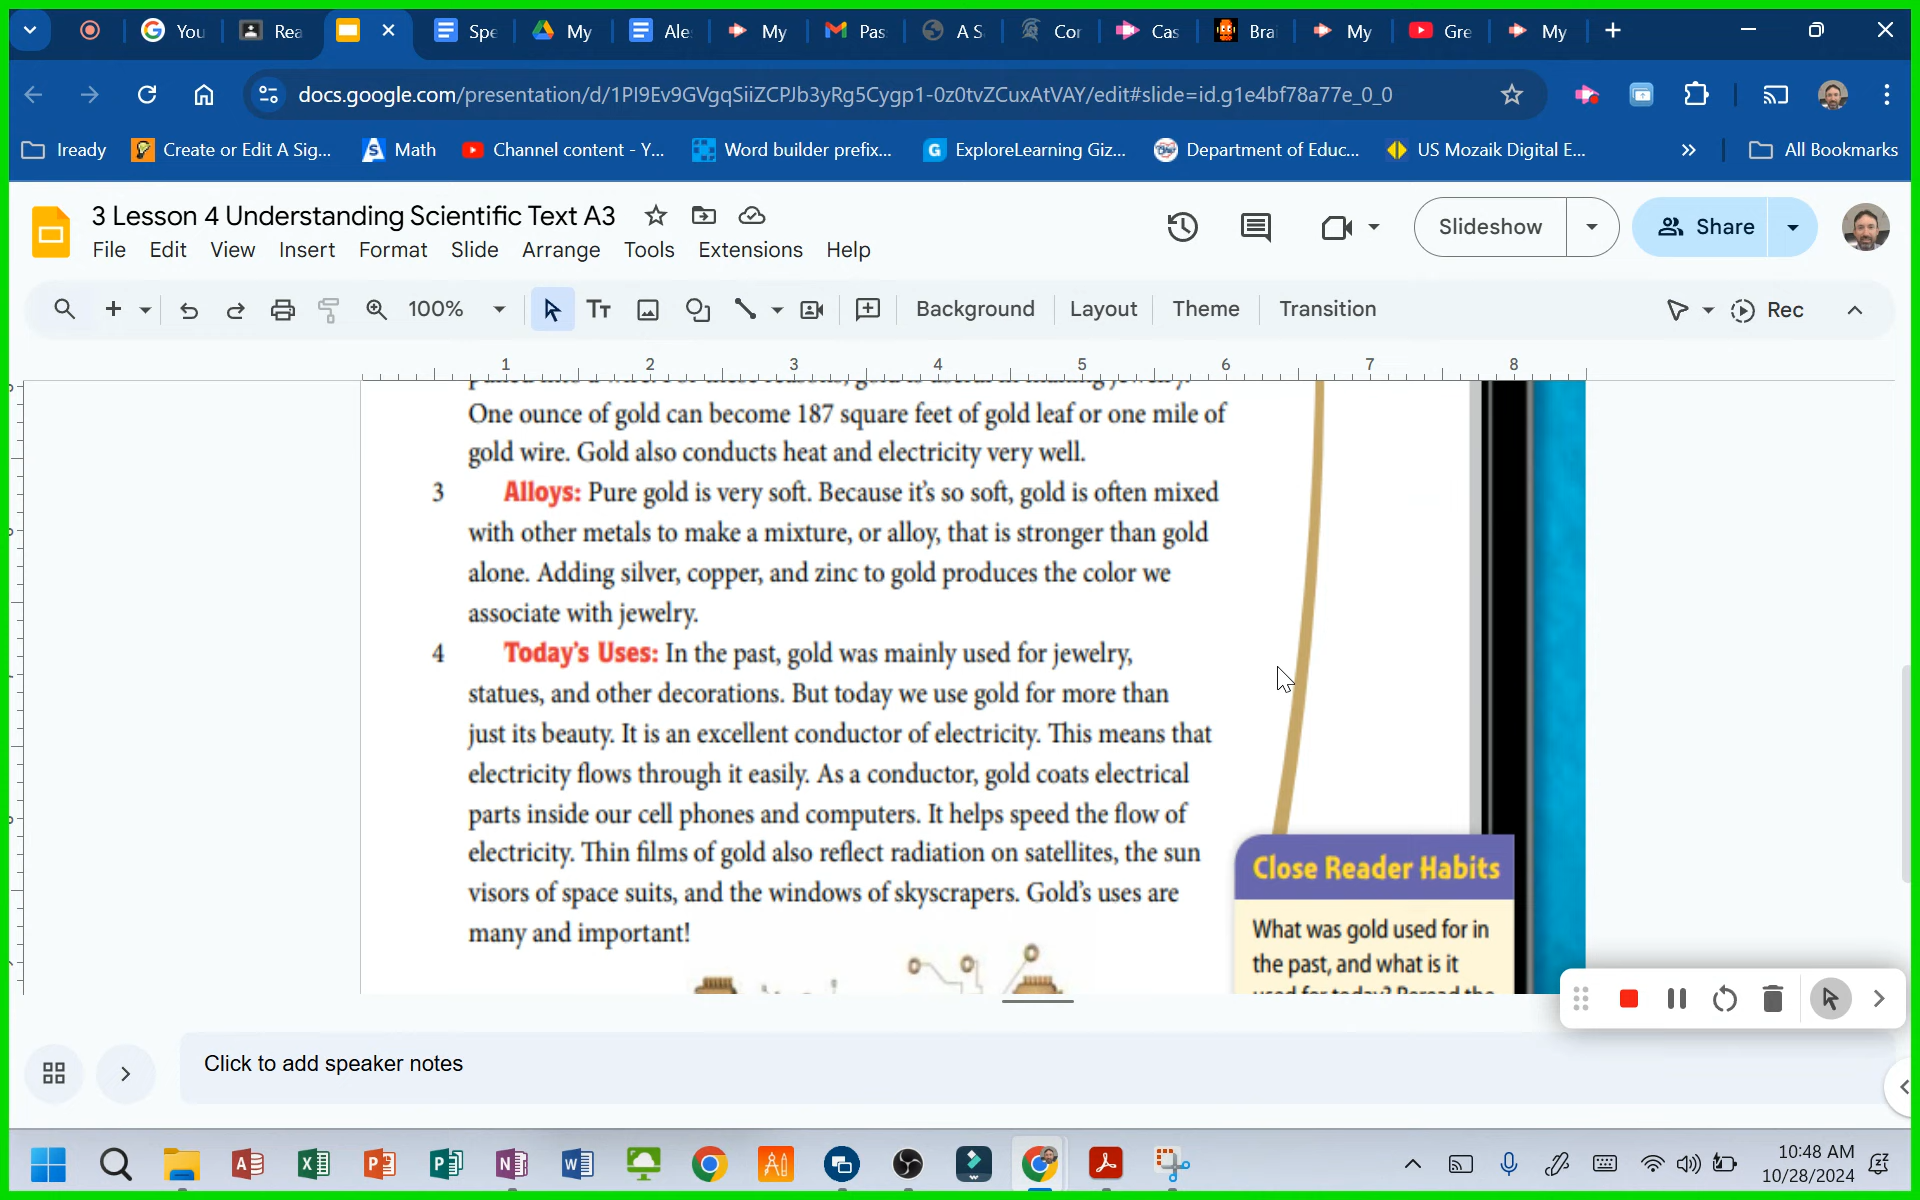 You
Rea
Spe
My
Ale
My
Pas
A S
Cor
Cas
Brai
My
Gre
My
docs.google.com/presentation/d/1PI9Ev9GVgqSiiZCPJb3yRg5Cygp1-0z0tvZCuxAtVAY/edit#slide=id.g1e4bf78a77e_0_0
Iready
Create or Edit A Sig...
Math
Channel content - Y...
Word builder prefix...
ExploreLearning Giz...
Department of Educ...
US Mozaik Digital E...
All Bookmarks
3 Lesson 4 Understanding Scientific Text A3
File Edit View Insert Format Slide Arrange Tools Extensions Help
Slideshow
Share
100%
Background
Layout
Theme
Transition
Rec
1 2 3 4 5 6 7 8
One ounce of gold can become 187 square feet of gold leaf or one mile of
gold wire. Gold also conducts heat and electricity very well.
3 Alloys: Pure gold is very soft. Because it's so soft, gold is often mixed
with other metals to make a mixture, or alloy, that is stronger than gold
alone. Adding silver, copper, and zinc to gold produces the color we
associate with jewelry.
4 Today's Uses: In the past, gold was mainly used for jewelry,
statues, and other decorations. But today we use gold for more than
just its beauty. It is an excellent conductor of electricity. This means that
electricity flows through it easily. As a conductor, gold coats electrical
parts inside our cell phones and computers. It helps speed the flow of
electricity. Thin films of gold also reflect radiation on satellites, the sun
visors of space suits, and the windows of skyscrapers. Gold's uses are
many and important!
Close Reader Habits
What was gold used for in
the past, and what is it
Click to add speaker notes
10:48 AM
10/28/2024